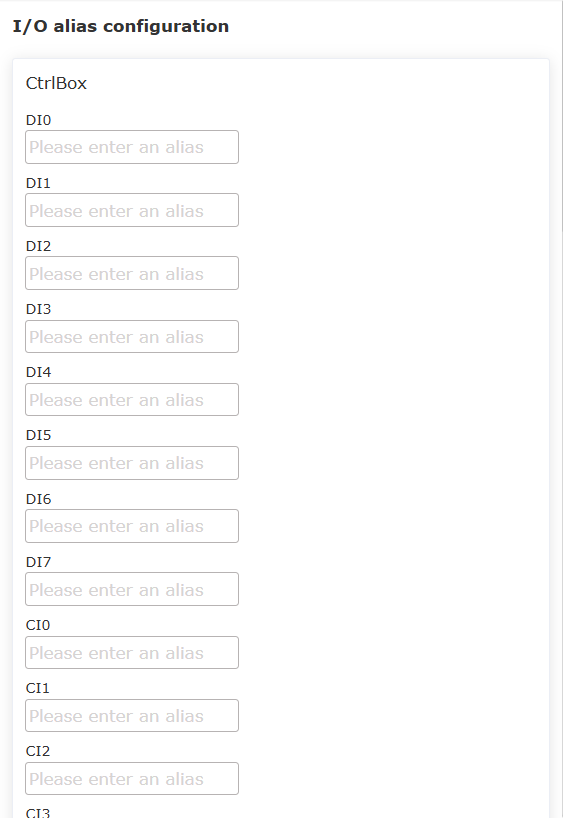 I/O alias configuration
CtrlBox
DI0
Please enter an alias
DI1
Please enter an alias
DI2
Please enter an alias
DI3
Please enter an alias
DI4
Please enter an alias
DI5
Please enter an alias
DI6
Please enter an alias
DI7
Please enter an alias
CI0
Please enter an alias
CI1
Please enter an alias
CI2
Please enter an alias
CI3